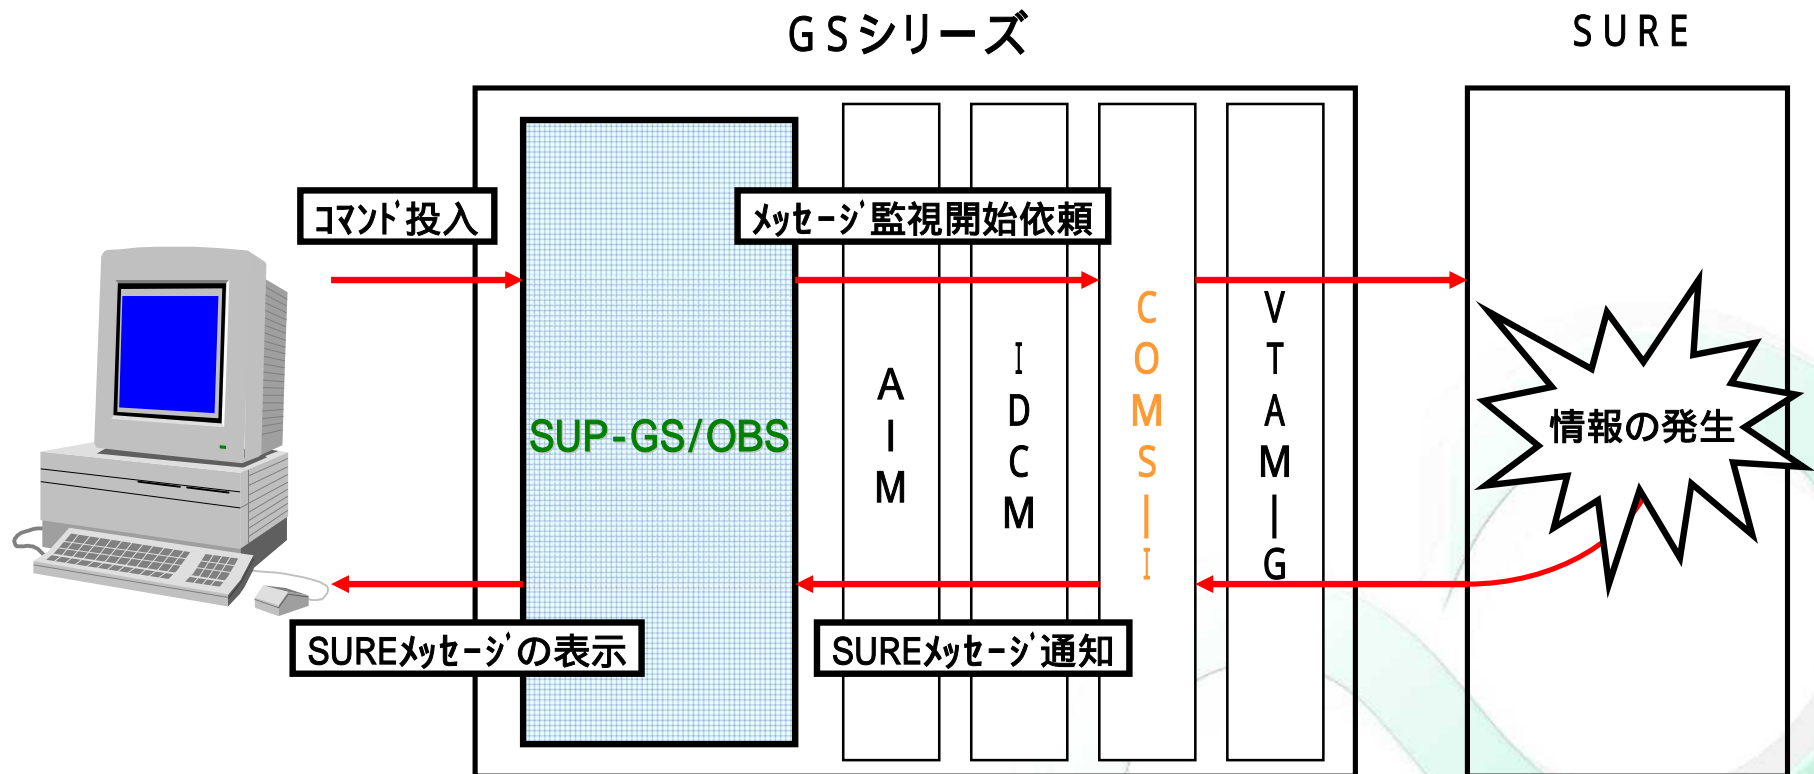 GSシリーズ
SURE
コマンド投入
メッセージ監視開始依頼
SUP-GS/OBS
AIM
IDCM
COMSII
VTAM|G
情報の発生
SUREメッセージの表示
SUREメッセージ通知